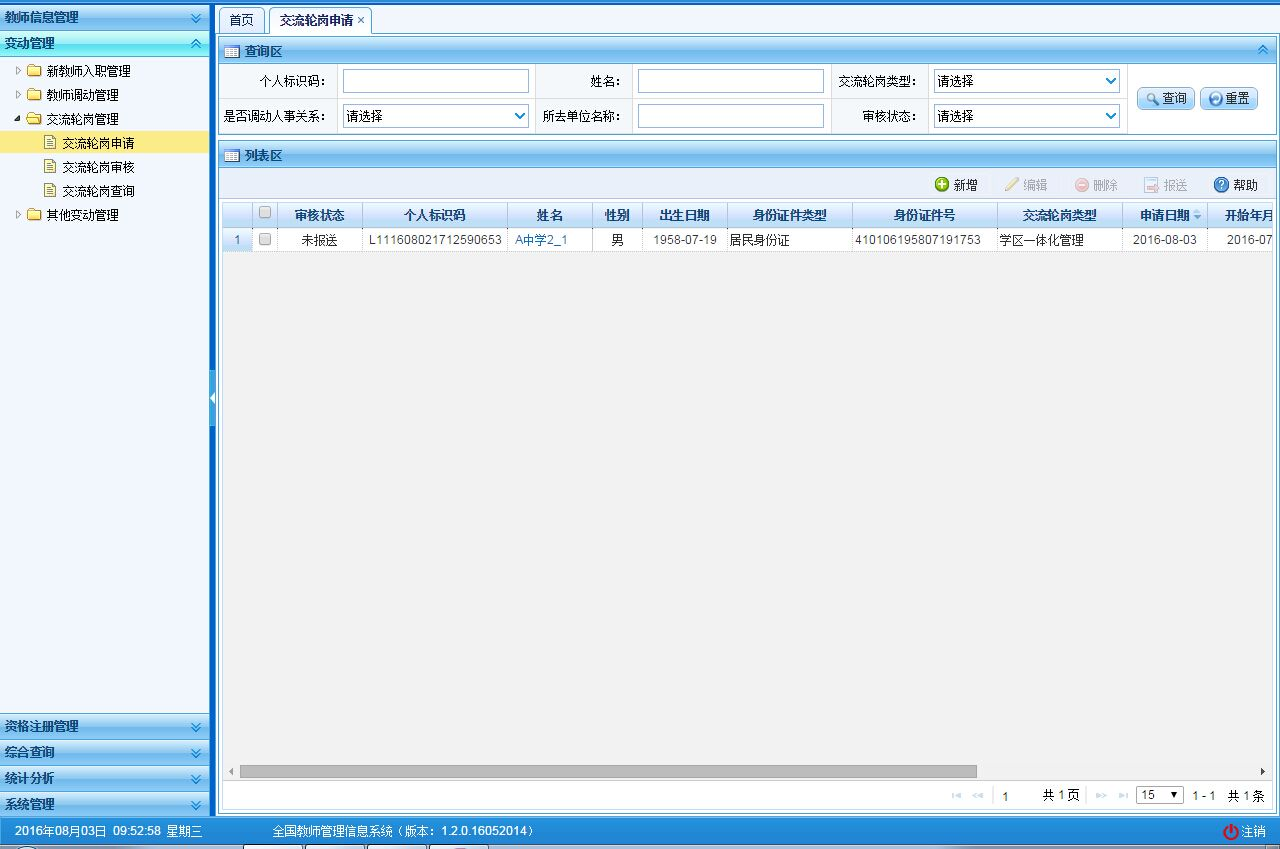 教师信息管理
变动管理
新教师入职管理
教师调动管理
交流轮岗管理
交流轮岗申请
交流轮岗审核
交流轮岗查询
其他变动管理
资格注册管理
综合查询
统计分析
系统管理
首页 交流轮岗申请 ×
查询区
个人标识码： 姓名： 交流轮岗类型： 请选择
是否调动人事关系： 请选择 所去单位名称： 审核状态： 请选择
查询 重置
列表区
新增 编辑 删除 报送 帮助
审核状态 个人标识码 姓名 性别 出生日期 身份证件类型 身份证件号 交流轮岗类型 申请日期 开始年月
1 未报送 L111608021712590653 A中学2_1 男 1958-07-19 居民身份证 410106195807191753 学区一体化管理 2016-08-03 2016-07
1 共 1 页 15 1 - 1 共 1 条
2016年08月03日 09:52:58 星期三 全国教师管理信息系统（版本：1.2.0.16052014） 注销